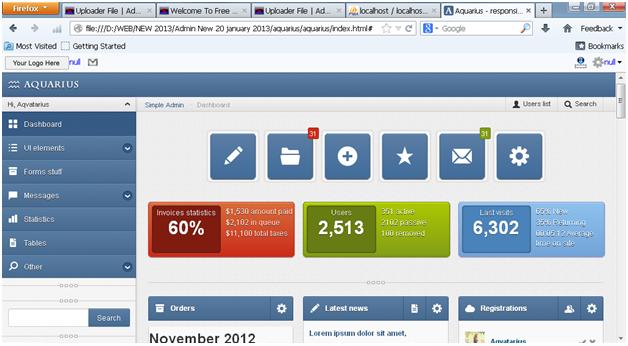 Firefox
Uploader File | Ad...
Welcome To Free ...
Uploader File | Ad...
localhost / localhos...
Aquarius - responsi...
file:///D:/WEB/NEW 2013/Admin New 20 january 2013/aquarius/aquarius/index.html#
Google
Feedback
Most Visited
Getting Started
Bookmarks
Your Logo Here
null
null
AQUARIUS
Hi, Aqvatarius
Simple Admin
Dashboard
Users list
Search
Dashboard
UI elements
Forms stuff
Messages
Statistics
Tables
Other
Search
31
31
Invoices statistics
60%
$1,530 amount paid
$2,102 in queue
$11,100 total taxes
Users
2,513
351 active
2102 passive
100 removed
Last visits
6,302
65% New
35% Returning
00:05:12 Average
time on site
Orders
Latest news
Registrations
November 2012
Lorem ipsum dolor sit amet,
Aqvatarius